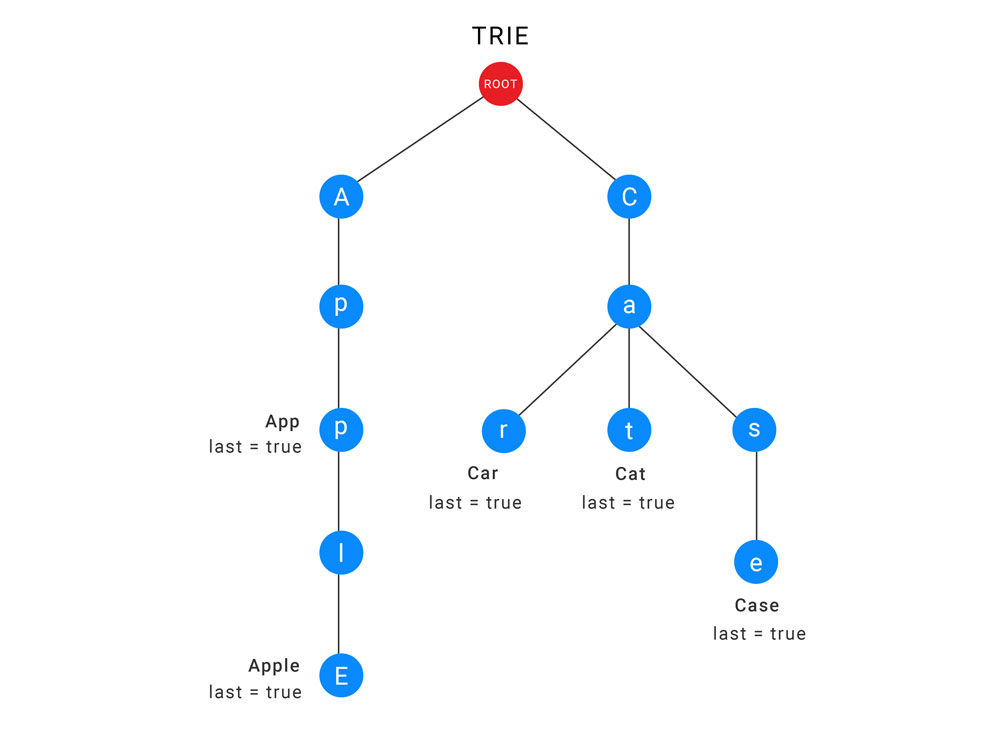 TRIE
ROOT
A
C
p
a
App
last = true
p
r
t
s
Car
last = true
Cat
last = true
l
e
Case
last = true
Apple
last = true
E